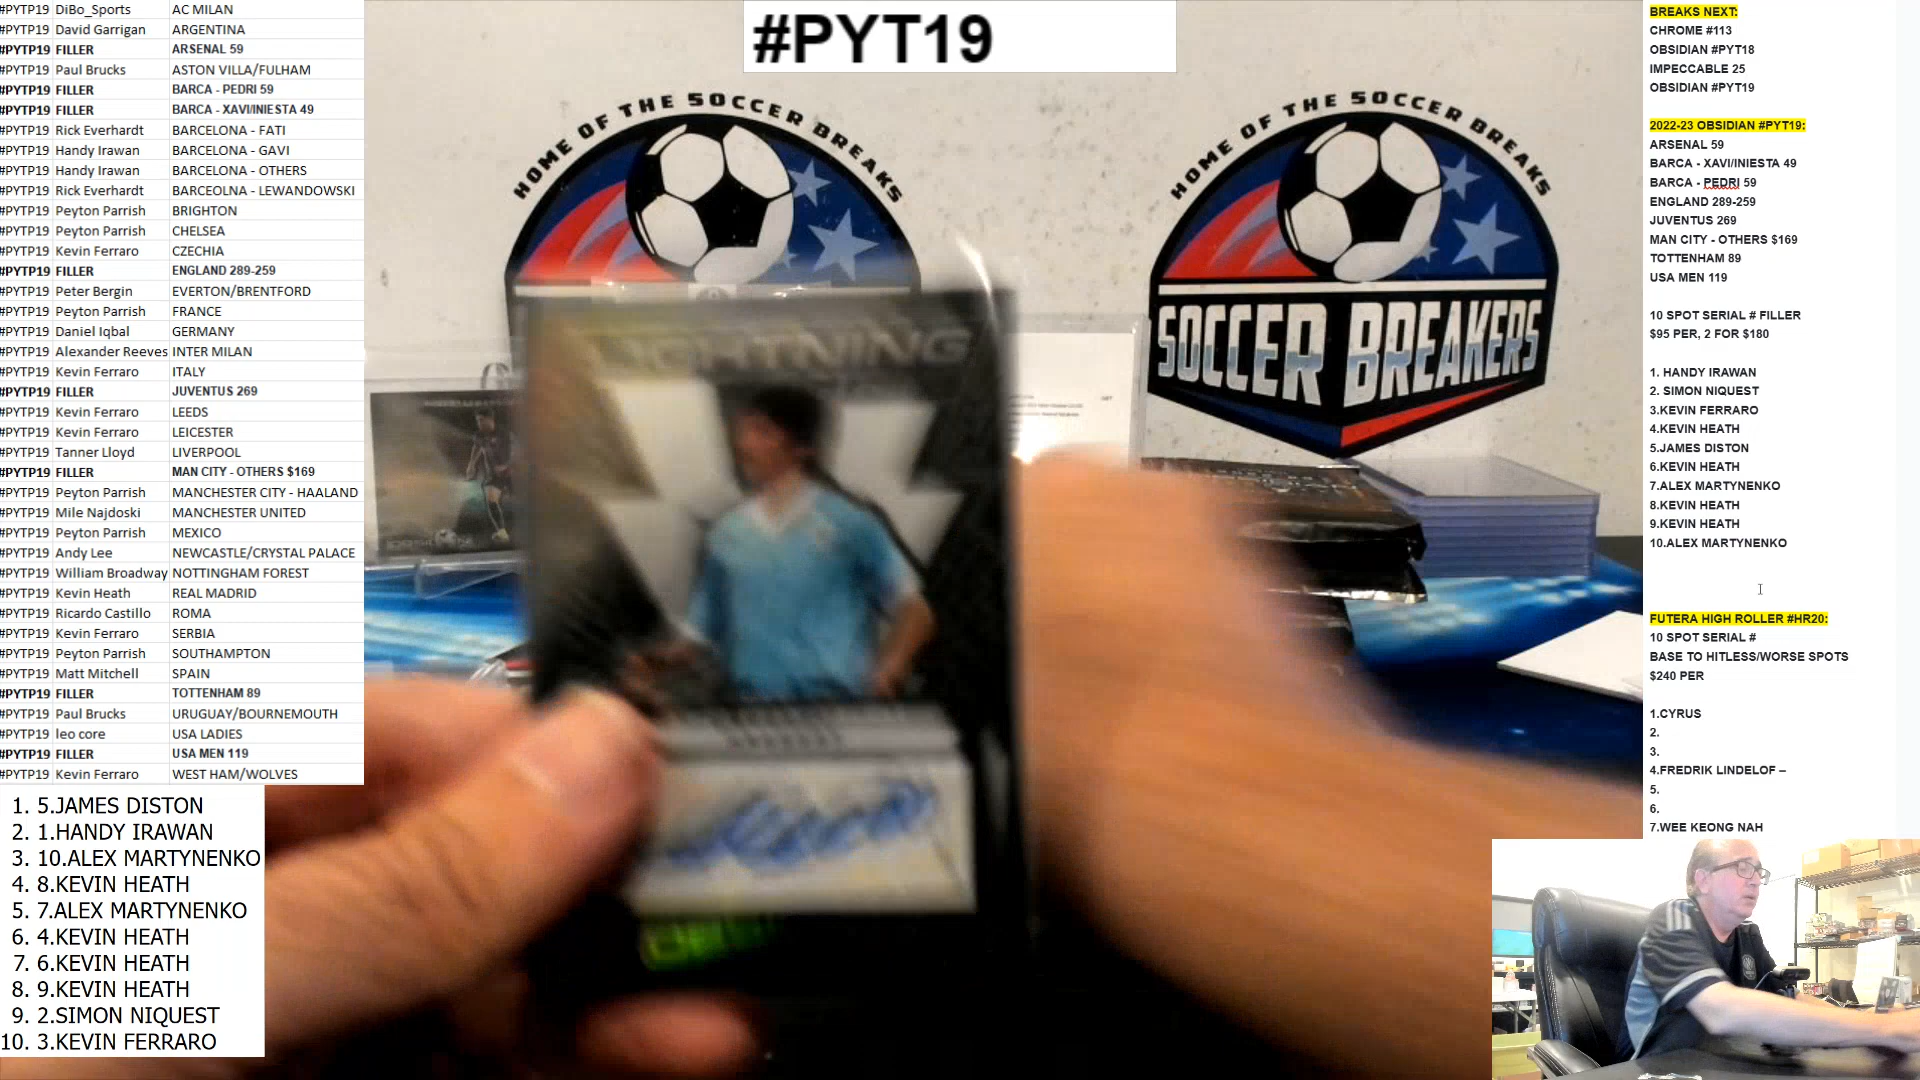 #PYTP19 DiBo_Sports AC MILAN
#PYTP19 David Garrigan ARGENTINA
#PYTP19 FILLER ARSENAL 59
#PYTP19 Paul Brucks ASTON VILLA/FULHAM
#PYTP19 FILLER BARCA - PEDRI 59
#PYTP19 FILLER BARCA - XAVI/INIESTA 49
#PYTP19 Rick Everhardt BARCELONA - FATI
#PYTP19 Handy Irawan BARCELONA - GAVI
#PYTP19 Handy Irawan BARCELONA - OTHERS
#PYTP19 Rick Everhardt BARCEOLNA - LEWANDOWSKI
#PYTP19 Peyton Parrish BRIGHTON
#PYTP19 Peyton Parrish CHELSEA
#PYTP19 Kevin Ferraro CZECHIA
#PYTP19 FILLER ENGLAND 289-259
#PYTP19 Peter Bergin EVERTON/BRENTFORD
#PYTP19 Peyton Parrish FRANCE
#PYTP19 Daniel Iqbal GERMANY
#PYTP19 Alexander Reeves INTER MILAN
#PYTP19 Kevin Ferraro ITALY
#PYTP19 FILLER JUVENTUS 269
#PYTP19 Kevin Ferraro LEEDS
#PYTP19 Kevin Ferraro LEICESTER
#PYTP19 Tanner Lloyd LIVERPOOL
#PYTP19 FILLER MAN CITY - OTHERS $169
#PYTP19 Peyton Parrish MANCHESTER CITY - HAALAND
#PYTP19 Mile Najdoski MANCHESTER UNITED
#PYTP19 Peyton Parrish MEXICO
#PYTP19 Andy Lee NEWCASTLE/CRYSTAL PALACE
#PYTP19 William Broadway NOTTINGHAM FOREST
#PYTP19 Kevin Heath REAL MADRID
#PYTP19 Ricardo Castillo ROMA
#PYTP19 Kevin Ferraro SERBIA
#PYTP19 Peyton Parrish SOUTHAMPTON
#PYTP19 Matt Mitchell SPAIN
#PYTP19 FILLER TOTTENHAM 89
#PYTP19 Paul Brucks URUGUAY/BOURNEMOUTH
#PYTP19 leo core USA LADIES
#PYTP19 FILLER USA MEN 119
#PYTP19 Kevin Ferraro WEST HAM/WOLVES
1. 5.JAMES DISTON
2. 1.HANDY IRAWAN
3. 10.ALEX MARTYNENKO
4. 8.KEVIN HEATH
5. 7.ALEX MARTYNENKO
6. 4.KEVIN HEATH
7. 6.KEVIN HEATH
8. 9.KEVIN HEATH
9. 2.SIMON NIQUEST
10. 3.KEVIN FERRARO
#PYT19
HOME OF THE SOCCER BREAKS
HOME OF THE SOCCER BREAKS
SOCCER BREAKERS
LIGHTNING
BREAKS NEXT:
CHROME #113
OBSIDIAN #PYT18
IMPECCABLE 25
OBSIDIAN #PYT19
2022-23 OBSIDIAN #PYT19:
ARSENAL 59
BARCA - XAVI/INIESTA 49
BARCA - PEDRI 59
ENGLAND 289-259
JUVENTUS 269
MAN CITY - OTHERS $169
TOTTENHAM 89
USA MEN 119
10 SPOT SERIAL # FILLER
$95 PER, 2 FOR $180
1. HANDY IRAWAN
2. SIMON NIQUEST
3.KEVIN FERRARO
4.KEVIN HEATH
5.JAMES DISTON
6.KEVIN HEATH
7.ALEX MARTYNENKO
8.KEVIN HEATH
9.KEVIN HEATH
10.ALEX MARTYNENKO
FUTERA HIGH ROLLER #HR20:
10 SPOT SERIAL #
BASE TO HITLESS/WORSE SPOTS
$240 PER
1.CYRUS
2.
3.
4.FREDRIK LINDELOF –
5.
6.
7.WEE KEONG NAH